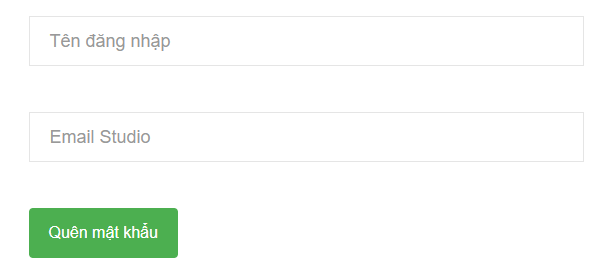 Tên đăng nhập
Email Studio
Quên mật khẩu